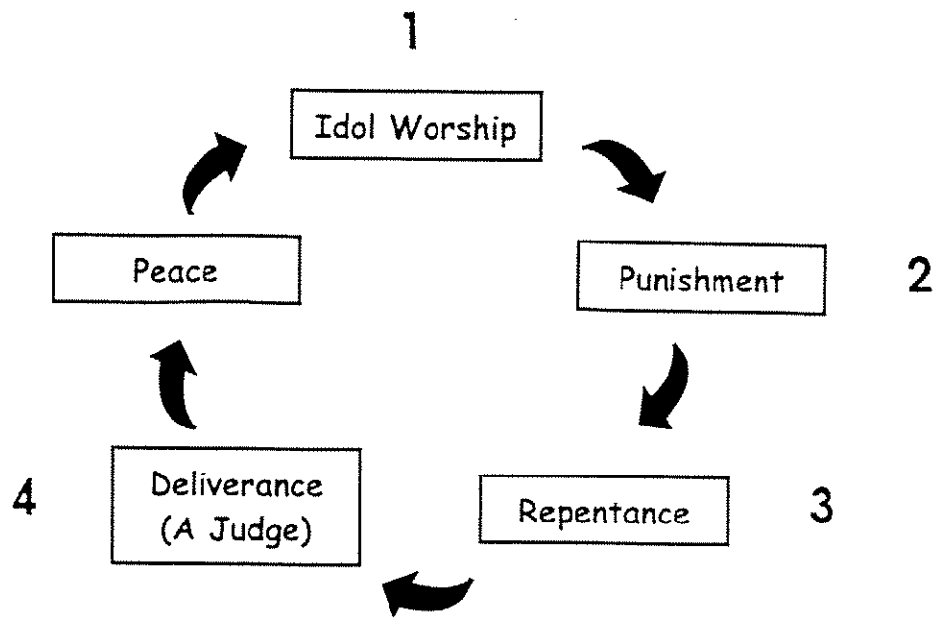 1
Idol Worship
Peace
Punishment
2
4
Deliverance
(A Judge)
Repentance
3